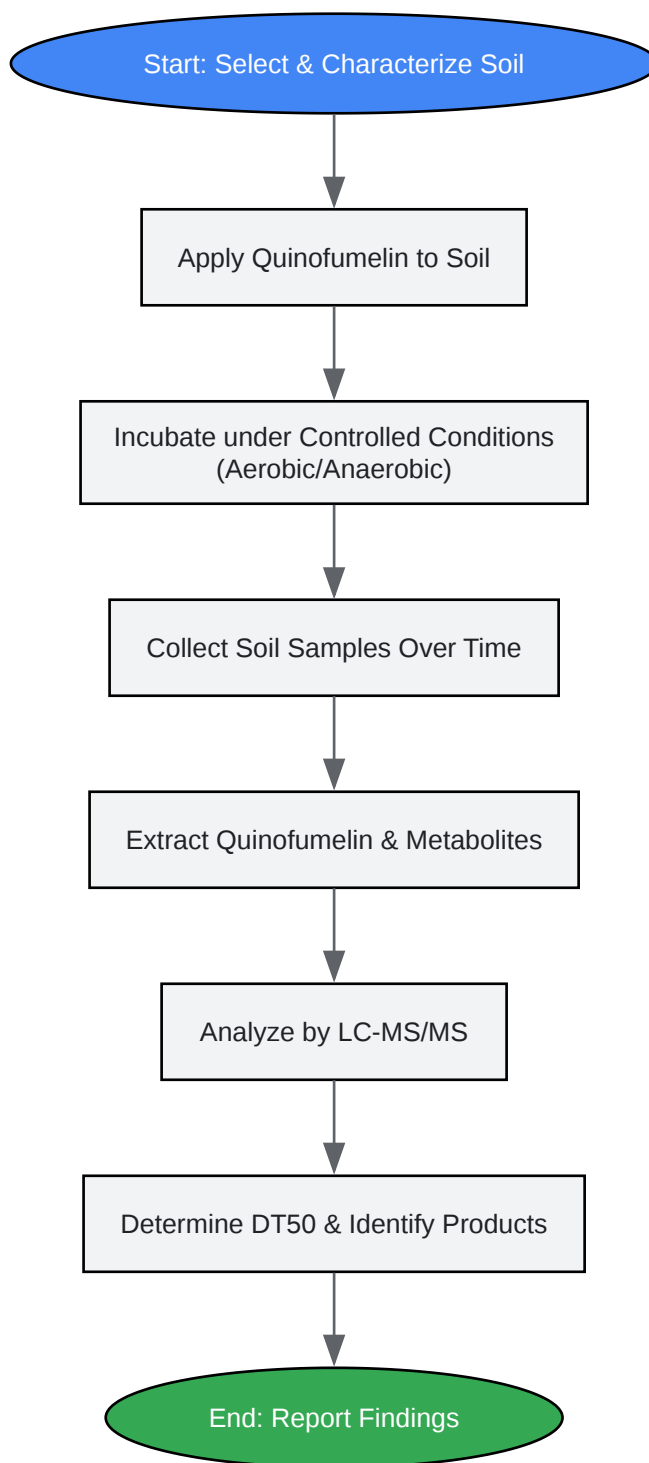 Start: Select & Characterize Soil
Apply Quinofumelin to Soil
Incubate under Controlled Conditions
(Aerobic/Anaerobic)
Collect Soil Samples Over Time
Extract Quinofumelin & Metabolites
Analyze by LC-MS/MS
Determine DT50 & Identify Products
End: Report Findings